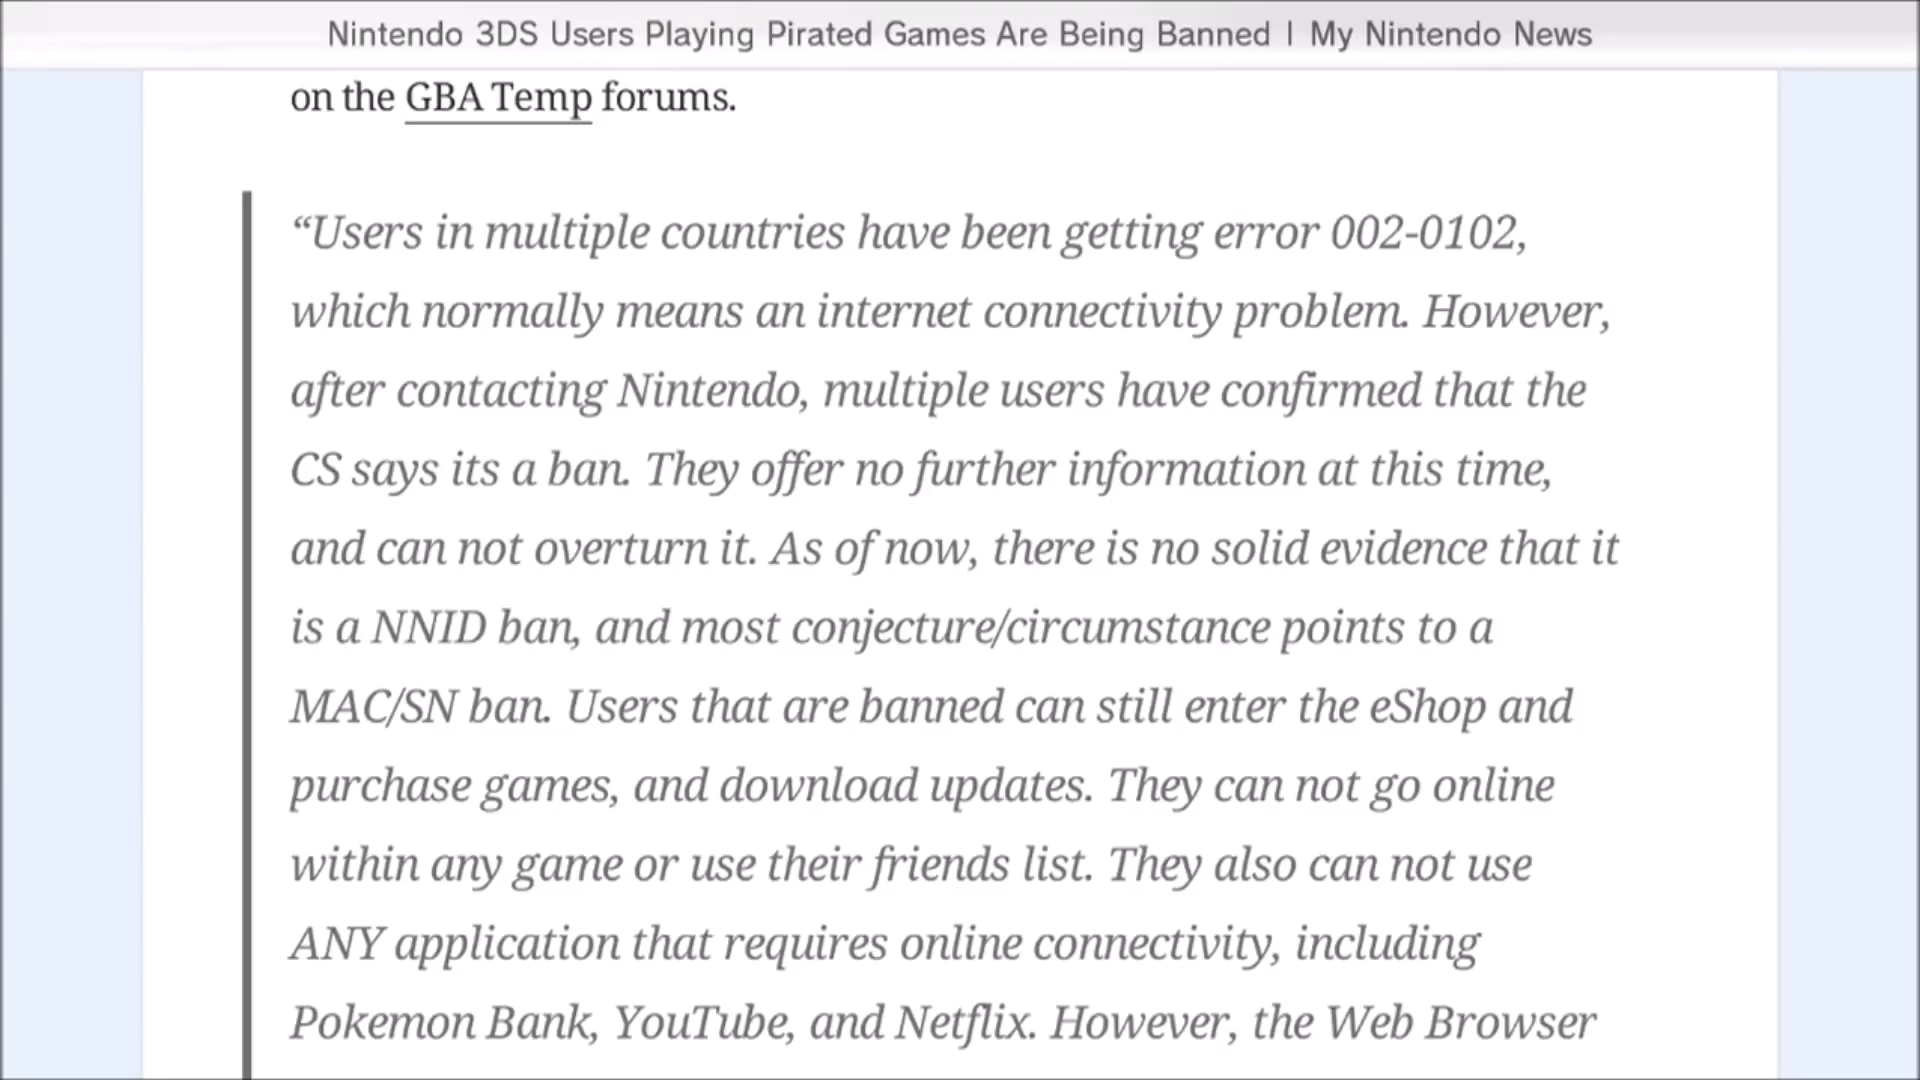 Nintendo 3DS Users Playing Pirated Games Are Being Banned | My Nintendo News
on the GBA Temp forums.
“Users in multiple countries have been getting error 002-0102,
which normally means an internet connectivity problem. However,
after contacting Nintendo, multiple users have confirmed that the
CS says its a ban. They offer no further information at this time,
and can not overturn it. As of now, there is no solid evidence that it
is a NNID ban, and most conjecture/circumstance points to a
MAC/SN ban. Users that are banned can still enter the eShop and
purchase games, and download updates. They can not go online
within any game or use their friends list. They also can not use
ANY application that requires online connectivity, including
Pokemon Bank, YouTube, and Netflix. However, the Web Browser